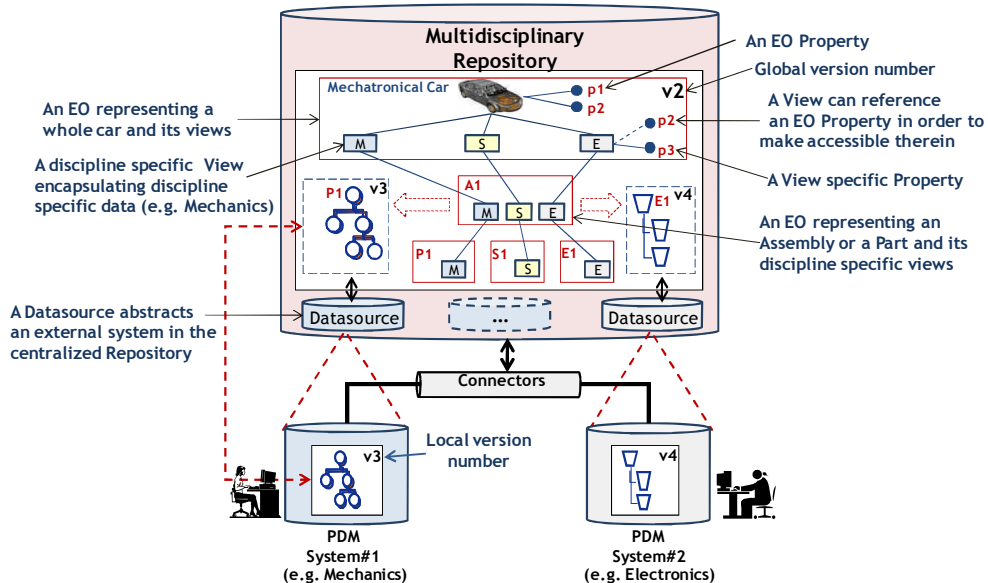 Multidisciplinary
Repository
Mechatronical Car
p1
p2
v2
An EO Property
Global version number
A View can reference
an EO Property in order to
make accessible therein
p2
p3
A View specific Property
An EO representing a
whole car and its views
M
S
E
A discipline specific View
encapsulating discipline
specific data (e.g. Mechanics)
P1
v3
A1
M
S
E
E1
v4
An EO representing an
Assembly or a Part and its
discipline specific views
P1
M
S1
S
E1
E
A Datasource abstracts
an external system in the
centralized Repository
Datasource
...
Datasource
Connectors
v3
Local version
number
v4
PDM
System#1
(e.g. Mechanics)
PDM
System#2
(e.g. Electronics)